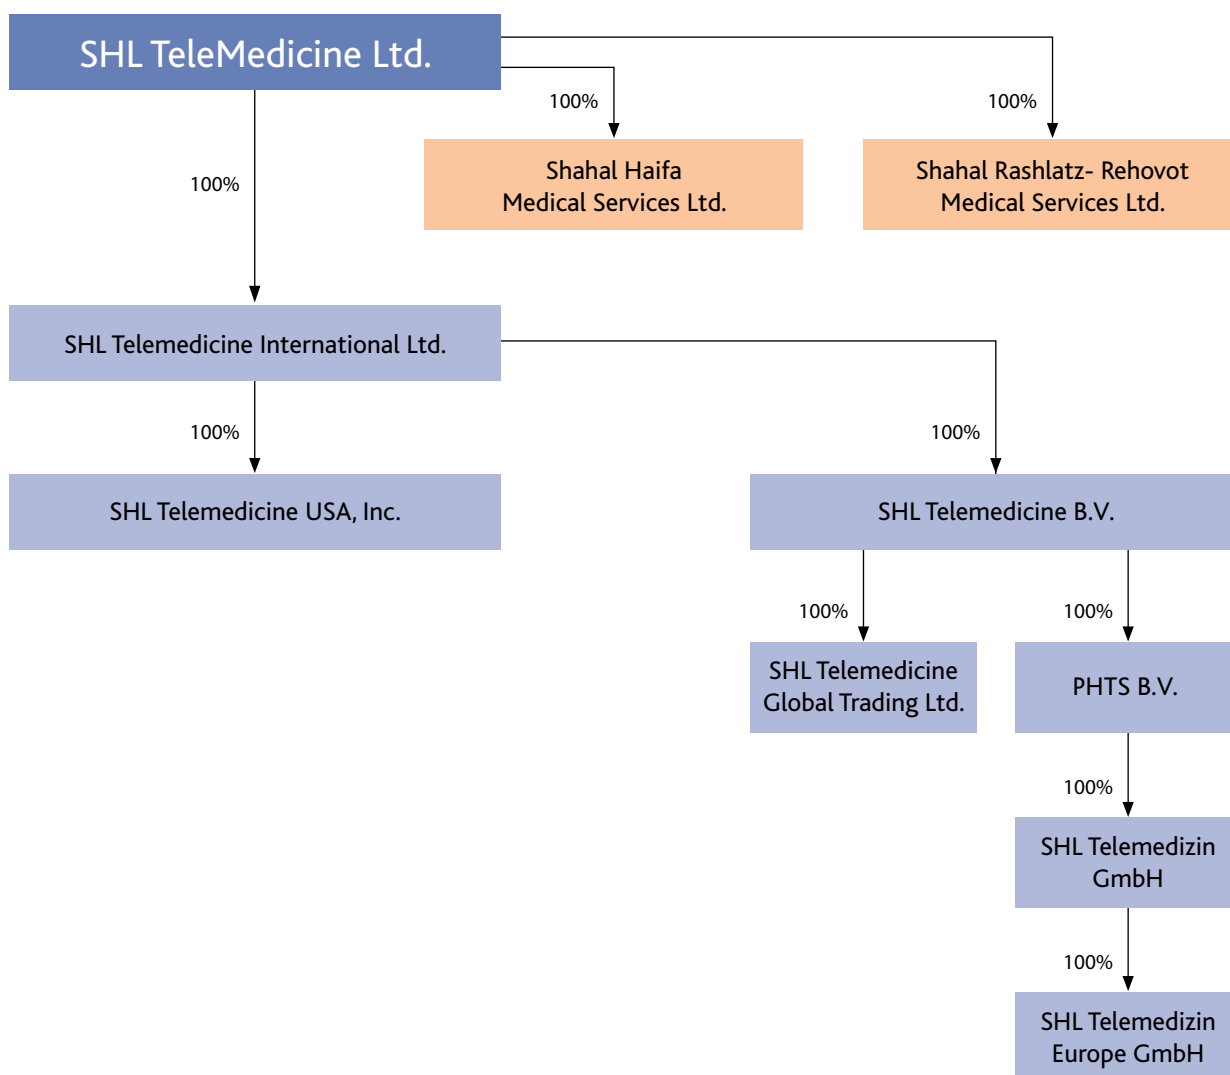 SHL TeleMedicine Ltd.
100%
100%
100%
Shahal Haifa
Medical Services Ltd.
Shahal Rashlatz- Rehovot
Medical Services Ltd.
SHL Telemedicine International Ltd.
100%
100%
SHL Telemedicine USA, Inc.
SHL Telemedicine B.V.
100%
100%
SHL Telemedicine
Global Trading Ltd.
PHTS B.V.
100%
SHL Telemedizin
GmbH
100%
SHL Telemedizin
Europe GmbH